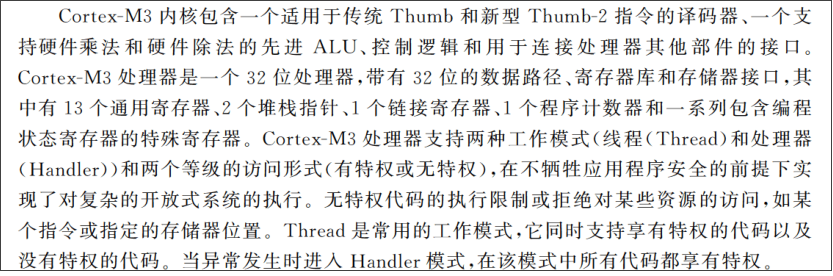 Cortex-M3 内核包含一个适用于传统 Thumb 和新型 Thumb-2 指令的译码器、一个支
持硬件乘法和硬件除法的先进 ALU、控制逻辑和用于连接处理器其他部件的接口。
Cortex-M3 处理器是一个 32 位处理器,带有 32 位的数据路径、寄存器库和存储器接口,其
中有 13 个通用寄存器、2 个堆栈指针、1 个链接寄存器、1 个程序计数器和一系列包含编程
状态寄存器的特殊寄存器。Cortex-M3 处理器支持两种工作模式(线程(Thread)和处理器
(Handler))和两个等级的访问形式(有特权或无特权),在不牺牲应用程序安全的前提下实
现了对复杂的开放式系统的执行。无特权代码的执行限制或拒绝对某些资源的访问,如某
个指令或指定的存储器位置。Thread 是常用的工作模式,它同时支持享有特权的代码以及
没有特权的代码。当异常发生时进入 Handler 模式,在该模式中所有代码都享有特权。